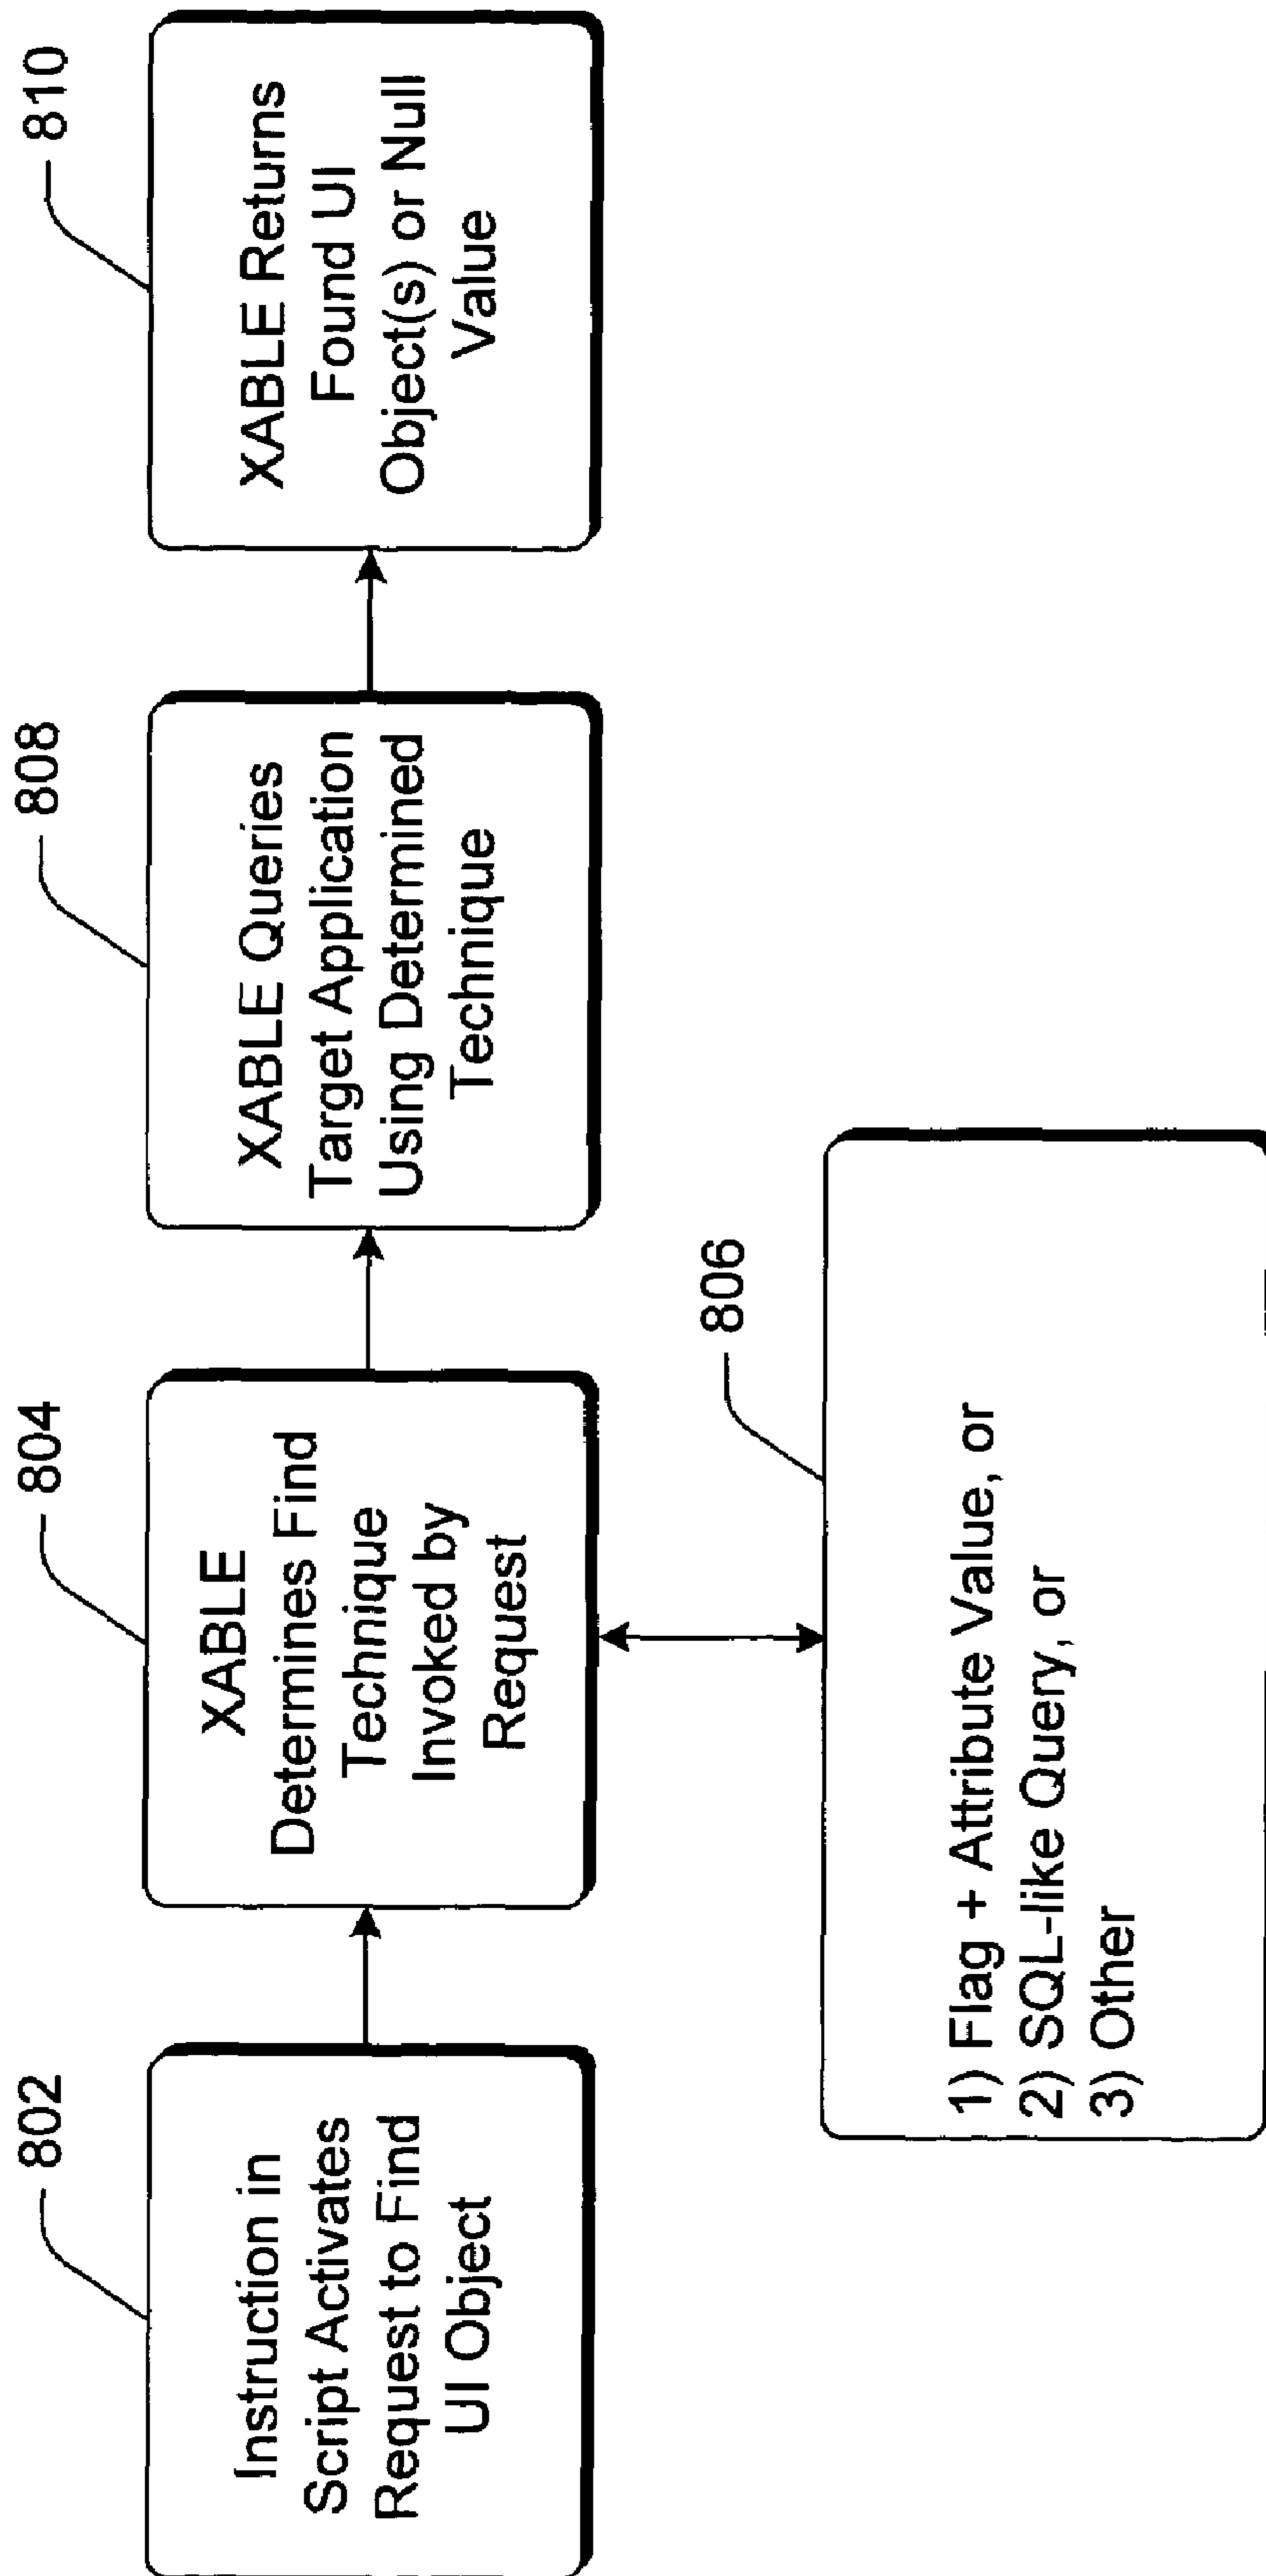 802
Instruction in
Script Activates
Request to Find
UI Object
804
XABLE
Determines Find
Technique
Invoked by
Request
806
1) Flag + Attribute Value, or
2) SQL-like Query, or
3) Other
808
XABLE Queries
Target Application
Using Determined
Technique
810
XABLE Returns
Found UI
Object(s) or Null
Value